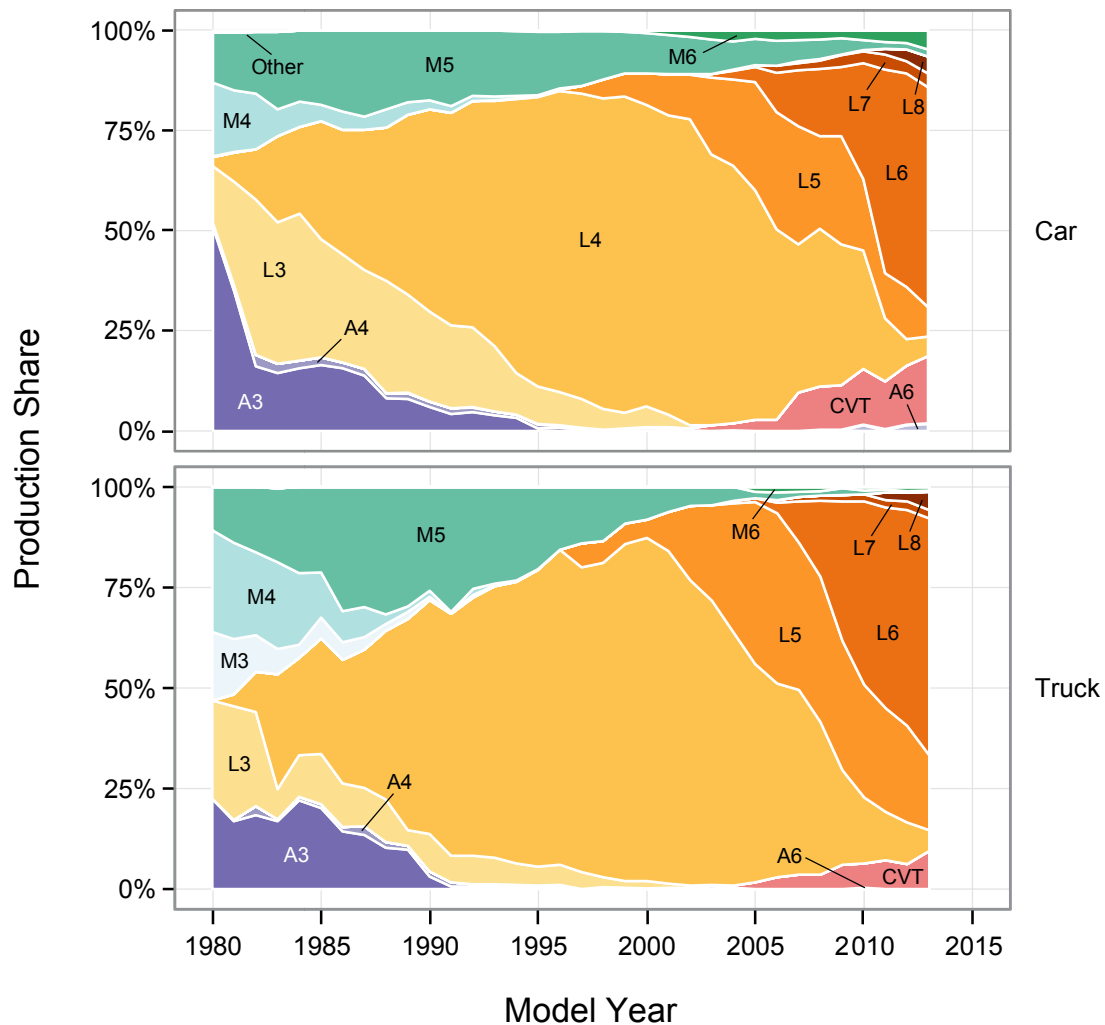 Production Share
100%
75%
50%
25%
0%
Other
M5
M6
M4
L7
L8
L6
L5
L4
L3
A4
A3
CVT
A6
Car
100%
75%
50%
25%
0%
M5
M6
L7
L8
M4
M3
L6
L5
L3
A4
A3
A6
CVT
Truck
1980 1985 1990 1995 2000 2005 2010 2015
Model Year